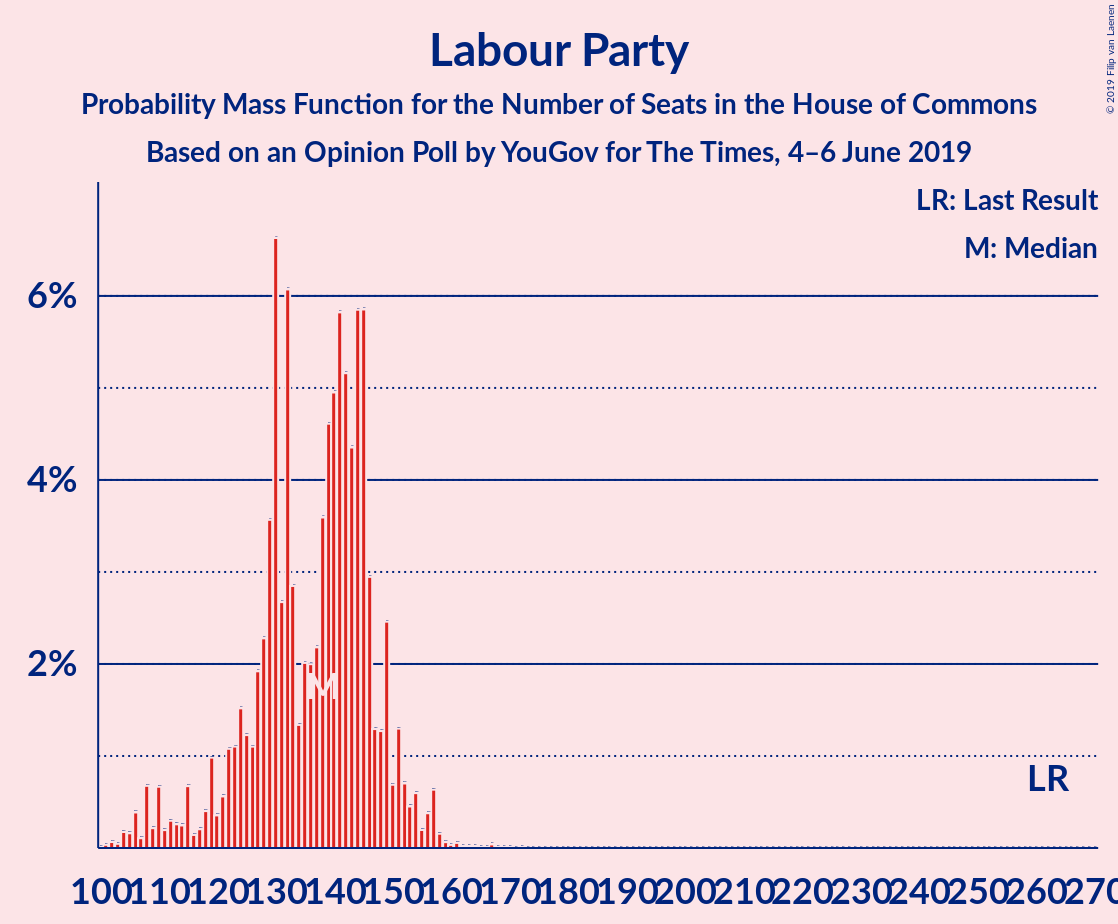 Labour Party
Probability Mass Function for the Number of Seats in the House of Commons
Based on an Opinion Poll by YouGov for The Times, 4–6 June 2019
© 2019 Filip van Laenen
LR: Last Result
M: Median
6%
4%
2%
M
LR
100 110 120 130 140 150 160 170 180 190 200 210 220 230 240 250 260 270